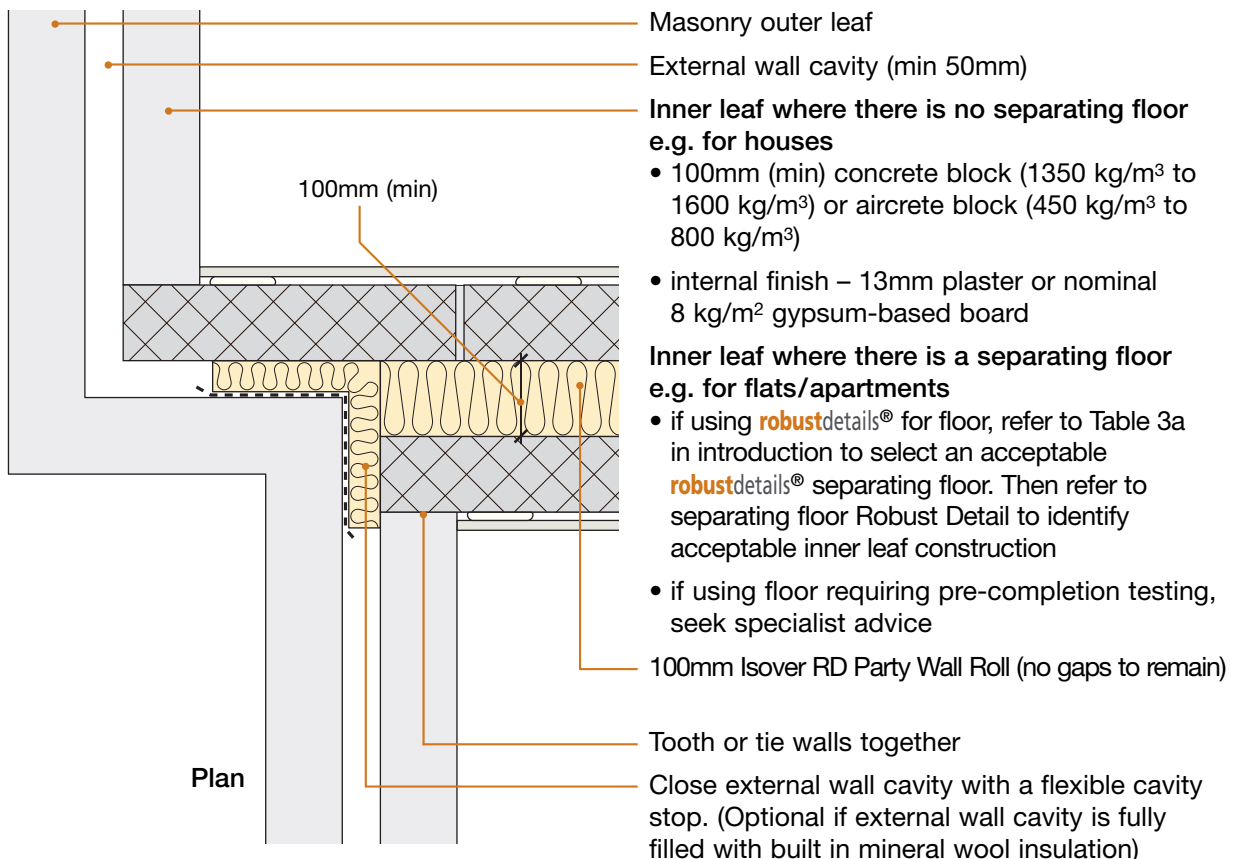 Masonry outer leaf
External wall cavity (min 50mm)
Inner leaf where there is no separating floor
e.g. for houses
• 100mm (min) concrete block (1350 kg/m³ to
1600 kg/m³) or aircrete block (450 kg/m³ to
800 kg/m³)
• internal finish – 13mm plaster or nominal
8 kg/m² gypsum-based board
Inner leaf where there is a separating floor
e.g. for flats/apartments
• if using robustdetails® for floor, refer to Table 3a
in introduction to select an acceptable
robustdetails® separating floor. Then refer to
separating floor Robust Detail to identify
acceptable inner leaf construction
• if using floor requiring pre-completion testing,
seek specialist advice
100mm Isover RD Party Wall Roll (no gaps to remain)
Tooth or tie walls together
Close external wall cavity with a flexible cavity
stop. (Optional if external wall cavity is fully
filled with built in mineral wool insulation)
100mm (min)
Plan